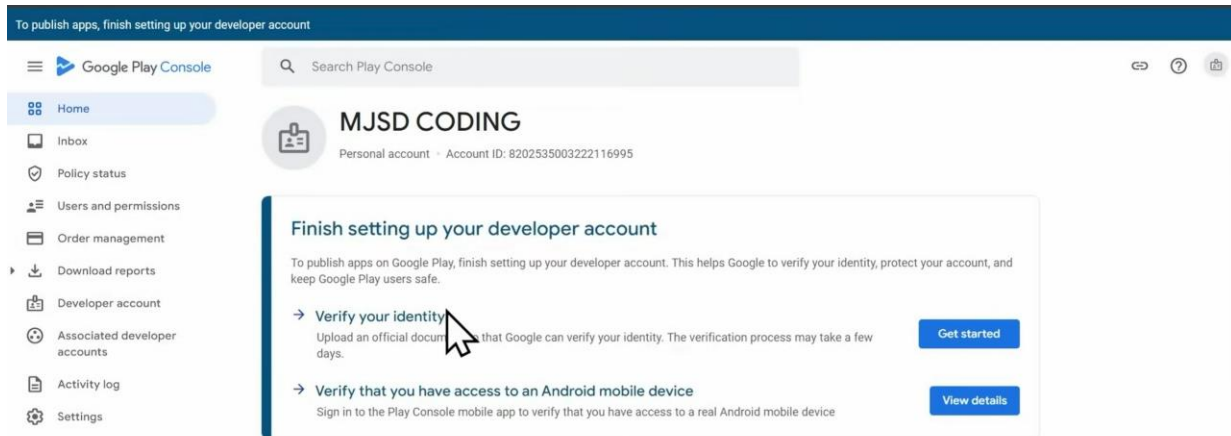 To publish apps, finish setting up your developer account
Google Play Console
Search Play Console
Home
Inbox
Policy status
Users and permissions
Order management
Download reports
Developer account
Associated developer
accounts
Activity log
Settings
MJSD CODING
Personal account · Account ID: 8202535003222116995
Finish setting up your developer account
To publish apps on Google Play, finish setting up your developer account. This helps Google to verify your identity, protect your account, and
keep Google Play users safe.
Verify your identity
Upload an official that Google can verify your identity. The verification process may take a few
days.
Get started
Verify that you have access to an Android mobile device
Sign in to the Play Console mobile app to verify that you have access to a real Android mobile device
View details